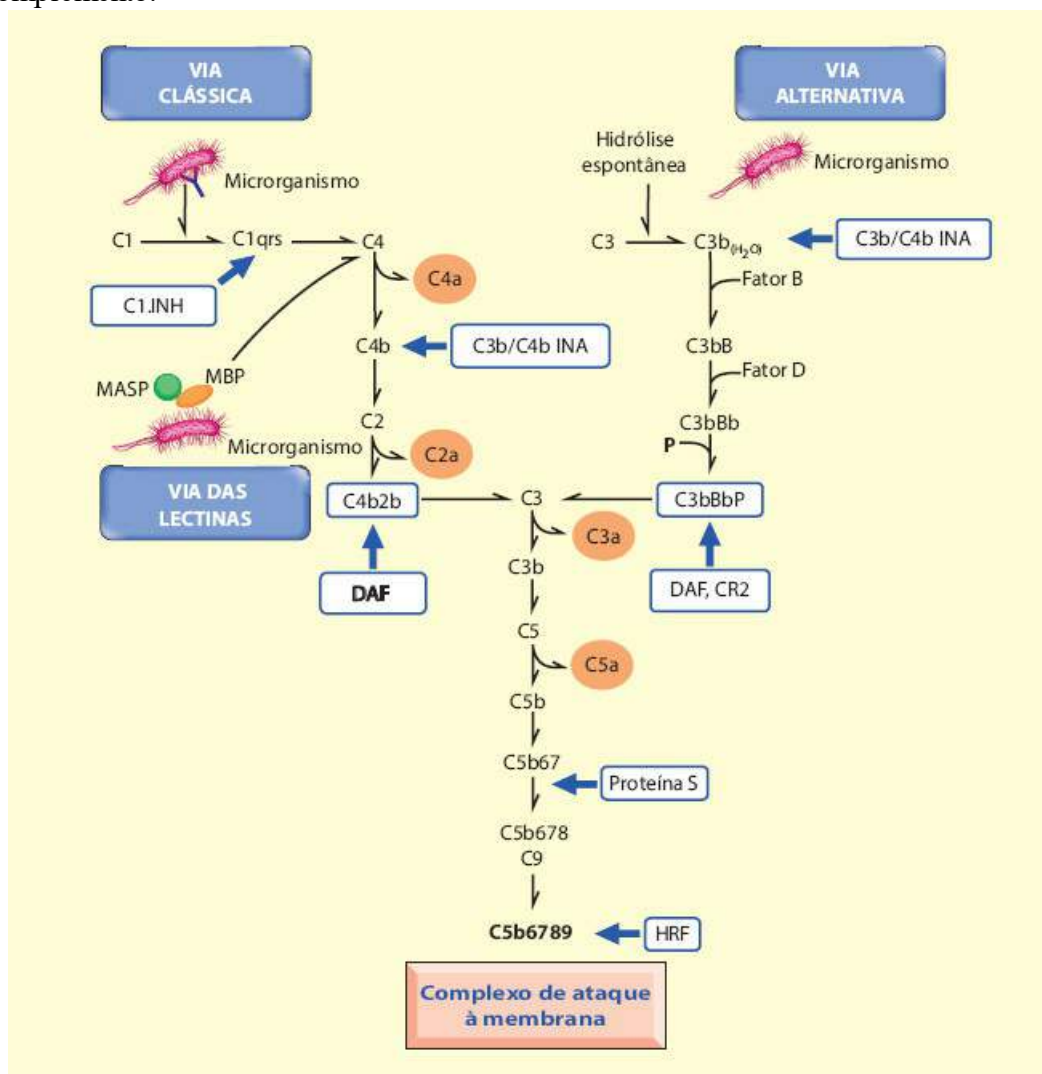 VIA
CLÁSSICA
VIA
ALTERNATIVA
Hidrólise
espontânea
Microrganismo
Microrganismo
C1
C1qrs
C4
C3
C3b(H₂O)
C3b/C4b INA
C4a
Fator B
C1.INH
C4b
C3b/C4b INA
C3bB
MASP
MBP
Fator D
C2
C3bBb
Microrganismo
C2a
P
VIA DAS
LECTINAS
C4b2b
C3
C3bBbP
C3a
C3b
DAF
DAF, CR2
C5
C5a
C5b
C5b67
Proteína S
C5b678
C9
C5b6789
HRF
Complexo de ataque
à membrana